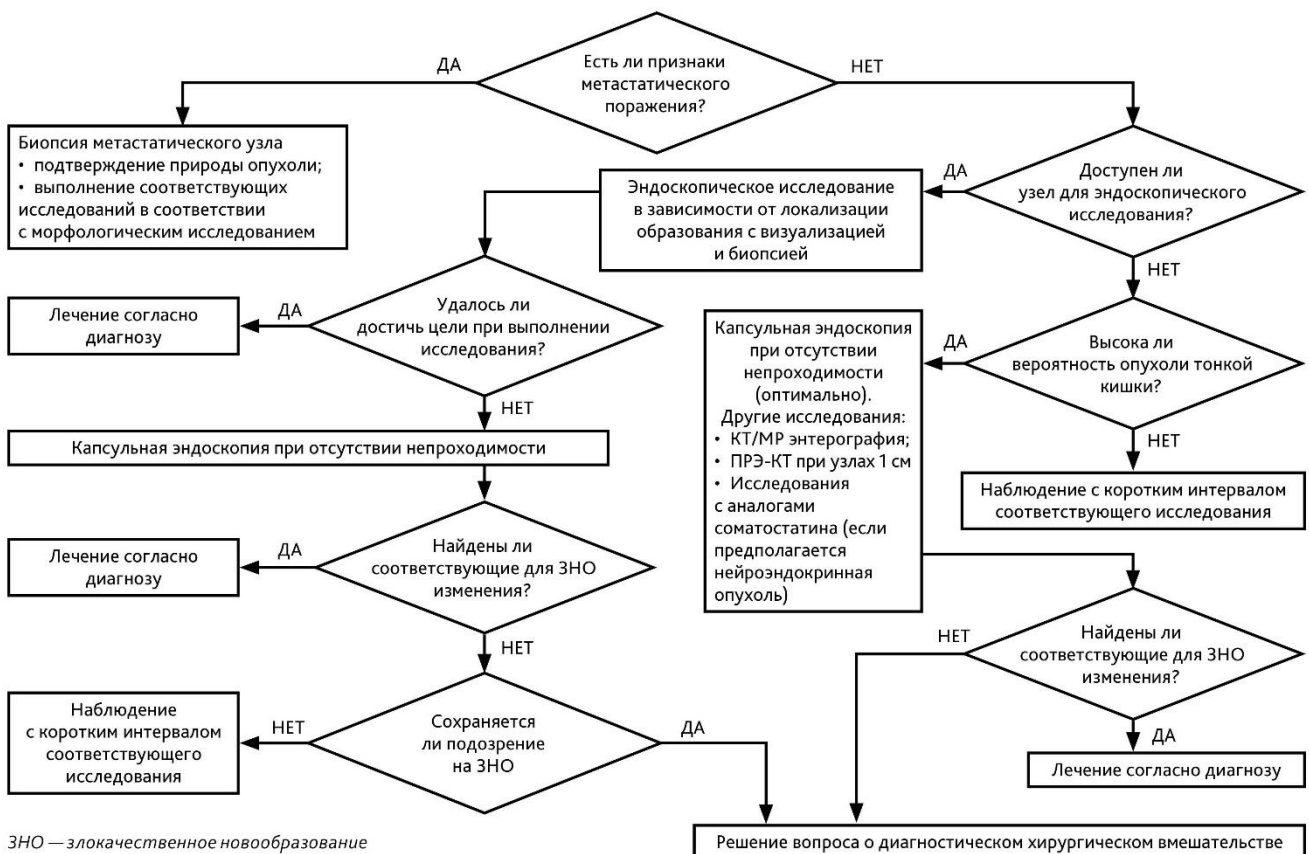 Есть ли признаки
метастатического
поражения?
ДА
НЕТ
Биопсия метастатического узла
• подтверждение природы опухоли;
• выполнение соответствующих
исследований в соответствии
с морфологическим исследованием
Эндоскопическое исследование
в зависимости от локализации
образования с визуализацией
и биопсией
ДА
Доступен ли
узел для эндоскопического
исследования?
НЕТ
Лечение согласно
диагнозу
ДА
Удалось ли
достичь цели при выполнении
исследования?
НЕТ
Капсульная эндоскопия
при отсутствии
непроходимости
(оптимально).
Другие исследования:
• КТ/МР энтерография;
• ПРЭ-КТ при узлах 1 см
• Исследования
с аналогами
соматостатина (если
предполагается
нейроэндокринная
опухоль)
ДА
Высока ли
вероятность опухоли тонкой
кишки?
НЕТ
Наблюдение с коротким интервалом
соответствующего исследования
Капсульная эндоскопия при отсутствии непроходимости
Лечение согласно
диагнозу
ДА
Найдены ли
соответствующие для ЗНО
изменения?
НЕТ
НЕТ
Найдены ли
соответствующие для ЗНО
изменения?
ДА
Лечение согласно диагнозу
Наблюдение
с коротким интервалом
соответствующего
исследования
НЕТ
Сохраняется
ли подозрение
на ЗНО
ДА
Решение вопроса о диагностическом хирургическом вмешательстве
ЗНО — злокачественное новообразование